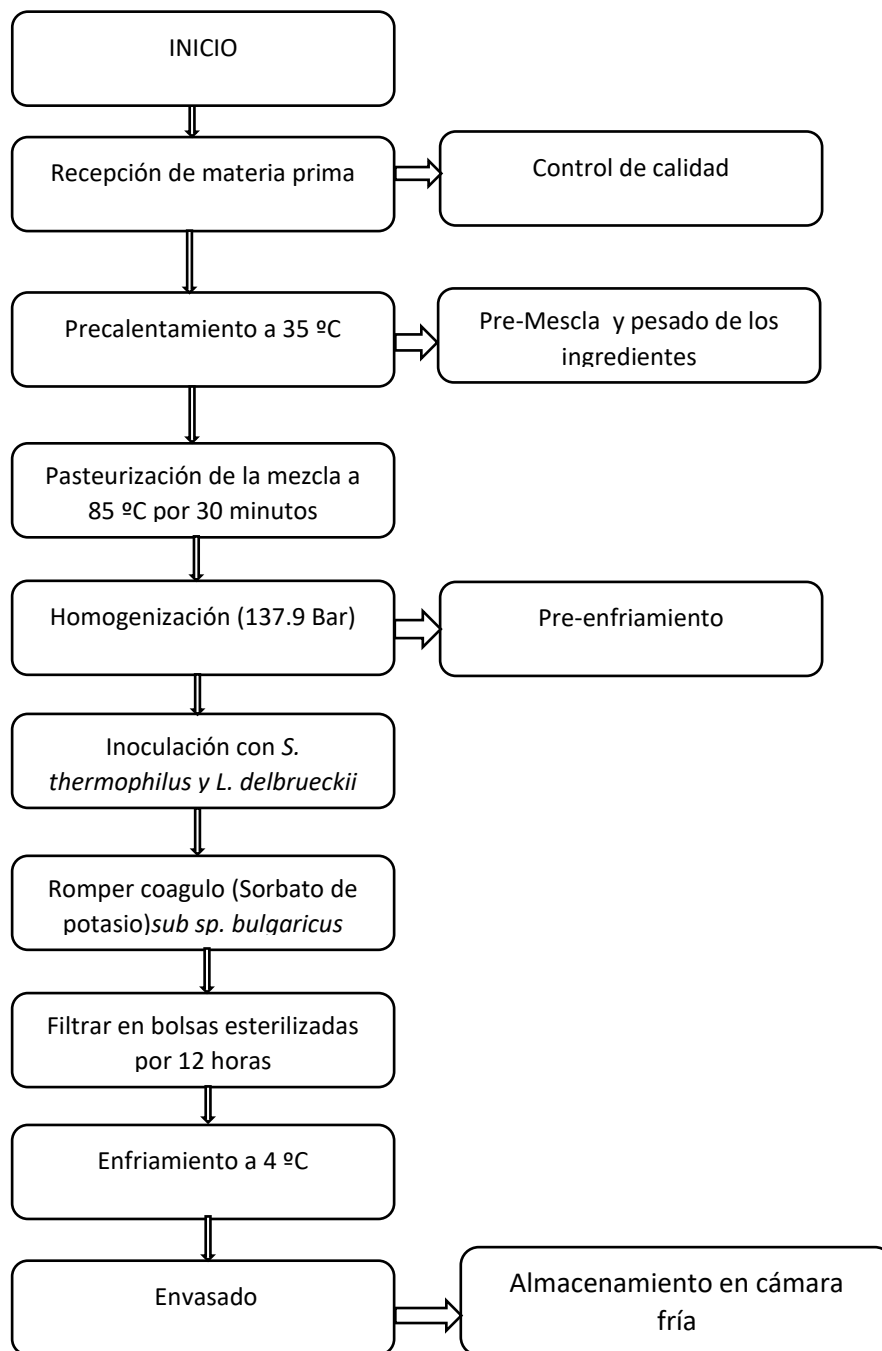 INICIO
Recepción de materia prima
Control de calidad
Precalentamiento a 35 ºC
Pre-Mescla y pesado de los
ingredientes
Pasteurización de la mezcla a
85 ºC por 30 minutos
Homogenización (137.9 Bar)
Pre-enfriamiento
Inoculación con S.
thermophilus y L. delbrueckii
Romper coagulo (Sorbato de
potasio)sub sp. bulgaricus
Filtrar en bolsas esterilizadas
por 12 horas
Enfriamiento a 4 ºC
Envasado
Almacenamiento en cámara
fría